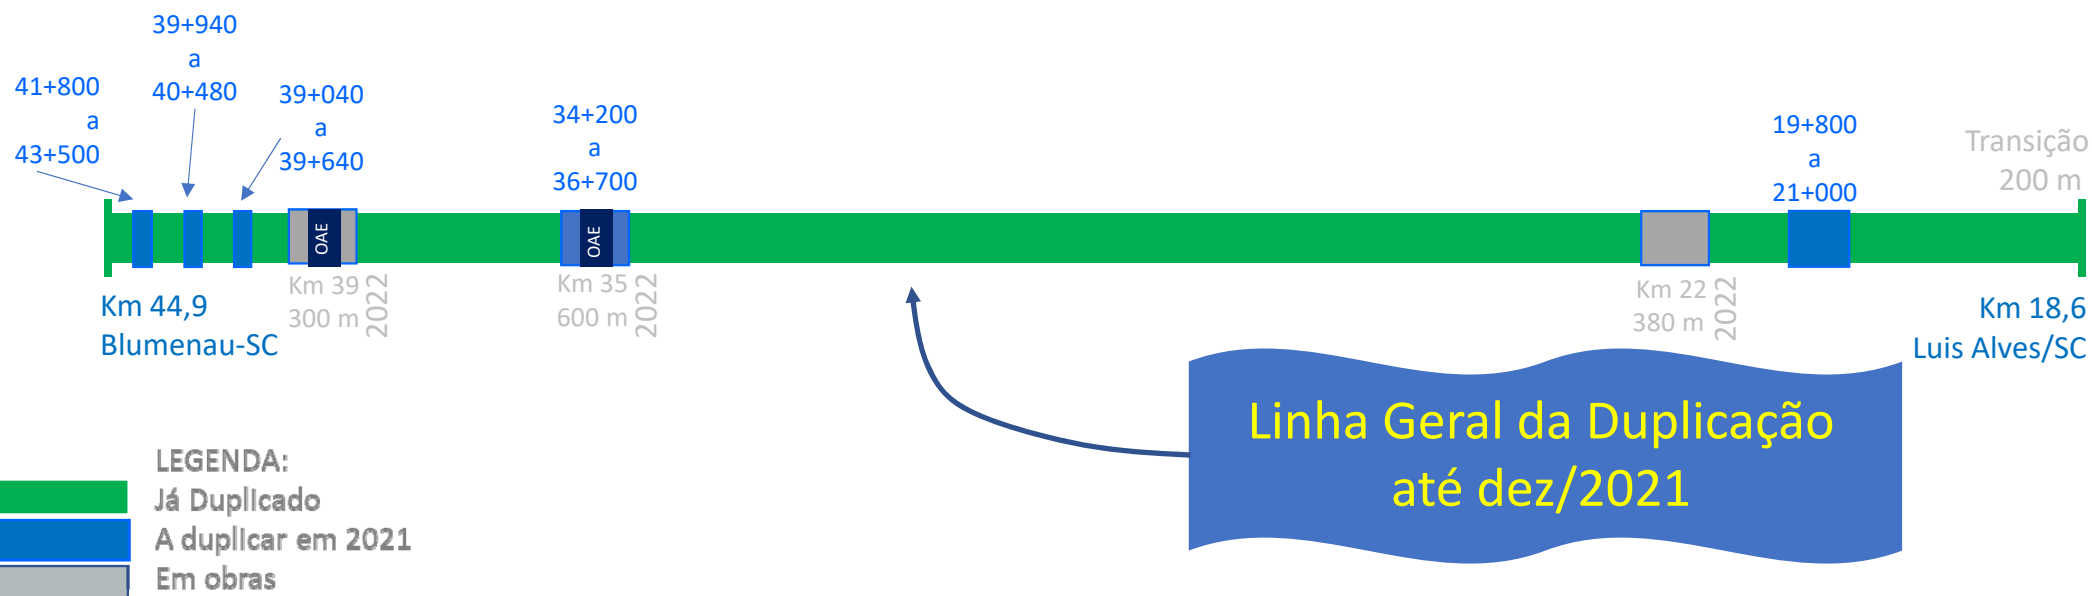 39+940
a
40+480
41+800
a
43+500
39+040
a
39+640
34+200
a
36+700
19+800
a
21+000
Transição
200 m
OAE
OAE
Km 39
300 m
2022
Km 35
600 m
2022
Km 22
380 m
2022
Km 44,9
Blumenau-SC
Km 18,6
Luis Alves/SC
Linha Geral da Duplicação
até dez/2021
LEGENDA:
Já Duplicado
A duplicar em 2021
Em obras